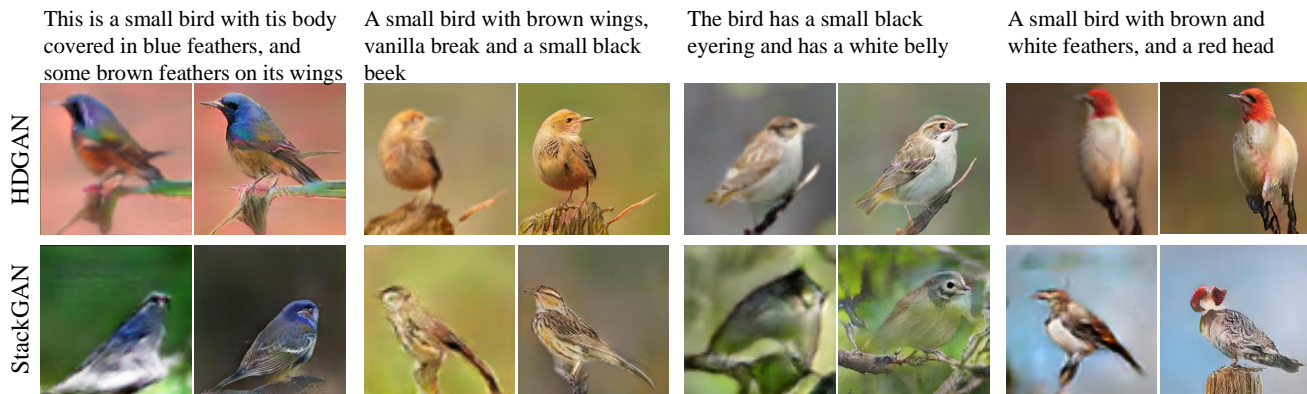 This is a small bird with tis body
covered in blue feathers, and
some brown feathers on its wings
A small bird with brown wings,
vanilla break and a small black
beek
The bird has a small black
eyering and has a white belly
A small bird with brown and
white feathers, and a red head
HDGAN
StackGAN